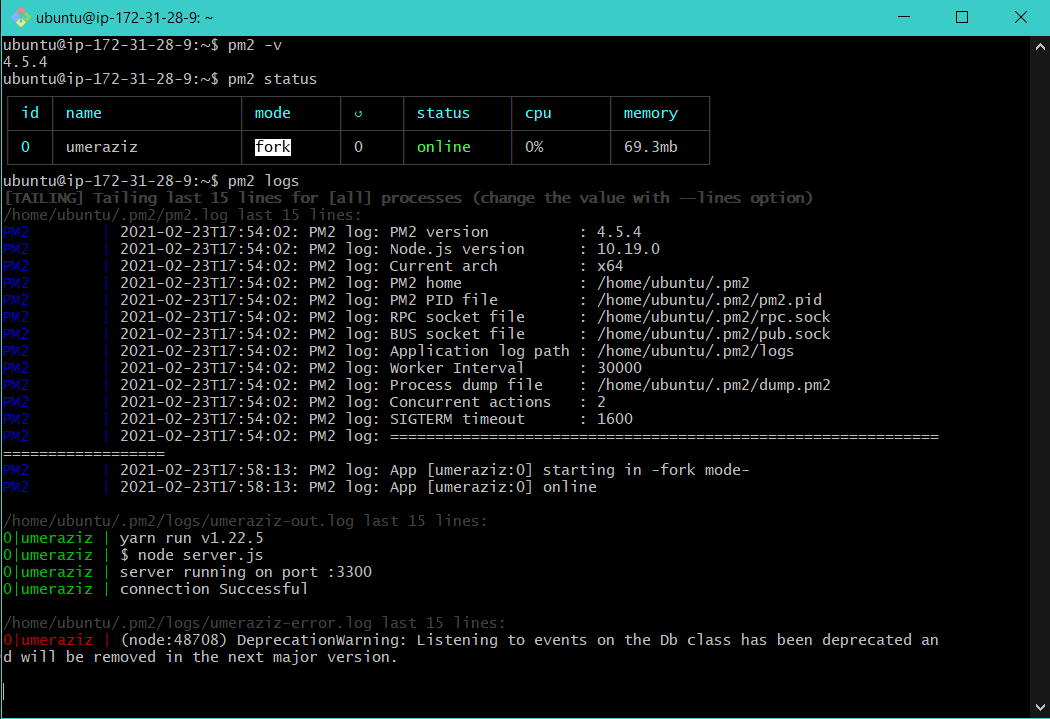 ubuntu@ip-172-31-28-9: ~
ubuntu@ip-172-31-28-9:~$ pm2 -v
4.5.4
ubuntu@ip-172-31-28-9:~$ pm2 status
id name mode ↺ status cpu memory
0 umeraziz fork 0 online 0% 69.3mb
ubuntu@ip-172-31-28-9:~$ pm2 logs
[TAILING] Tailing last 15 lines for [all] processes (change the value with --lines option)
/home/ubuntu/.pm2/pm2.log last 15 lines:
PM2        | 2021-02-23T17:54:02: PM2 log: PM2 version          : 4.5.4
PM2        | 2021-02-23T17:54:02: PM2 log: Node.js version      : 10.19.0
PM2        | 2021-02-23T17:54:02: PM2 log: Current arch         : x64
PM2        | 2021-02-23T17:54:02: PM2 log: PM2 home             : /home/ubuntu/.pm2
PM2        | 2021-02-23T17:54:02: PM2 log: PM2 PID file         : /home/ubuntu/.pm2/pm2.pid
PM2        | 2021-02-23T17:54:02: PM2 log: RPC socket file      : /home/ubuntu/.pm2/rpc.sock
PM2        | 2021-02-23T17:54:02: PM2 log: BUS socket file      : /home/ubuntu/.pm2/pub.sock
PM2        | 2021-02-23T17:54:02: PM2 log: Application log path : /home/ubuntu/.pm2/logs
PM2        | 2021-02-23T17:54:02: PM2 log: Worker Interval      : 30000
PM2        | 2021-02-23T17:54:02: PM2 log: Process dump file    : /home/ubuntu/.pm2/dump.pm2
PM2        | 2021-02-23T17:54:02: PM2 log: Concurrent actions   : 2
PM2        | 2021-02-23T17:54:02: PM2 log: SIGTERM timeout      : 1600
PM2        | 2021-02-23T17:54:02: PM2 log: =============================================================
==================
PM2        | 2021-02-23T17:58:13: PM2 log: App [umeraziz:0] starting in -fork mode-
PM2        | 2021-02-23T17:58:13: PM2 log: App [umeraziz:0] online
/home/ubuntu/.pm2/logs/umeraziz-out.log last 15 lines:
0|umeraziz | yarn run v1.22.5
0|umeraziz | $ node server.js
0|umeraziz | server running on port :3300
0|umeraziz | connection Successful
/home/ubuntu/.pm2/logs/umeraziz-error.log last 15 lines:
0|umeraziz | (node:48708) DeprecationWarning: Listening to events on the Db class has been deprecated an
d will be removed in the next major version.